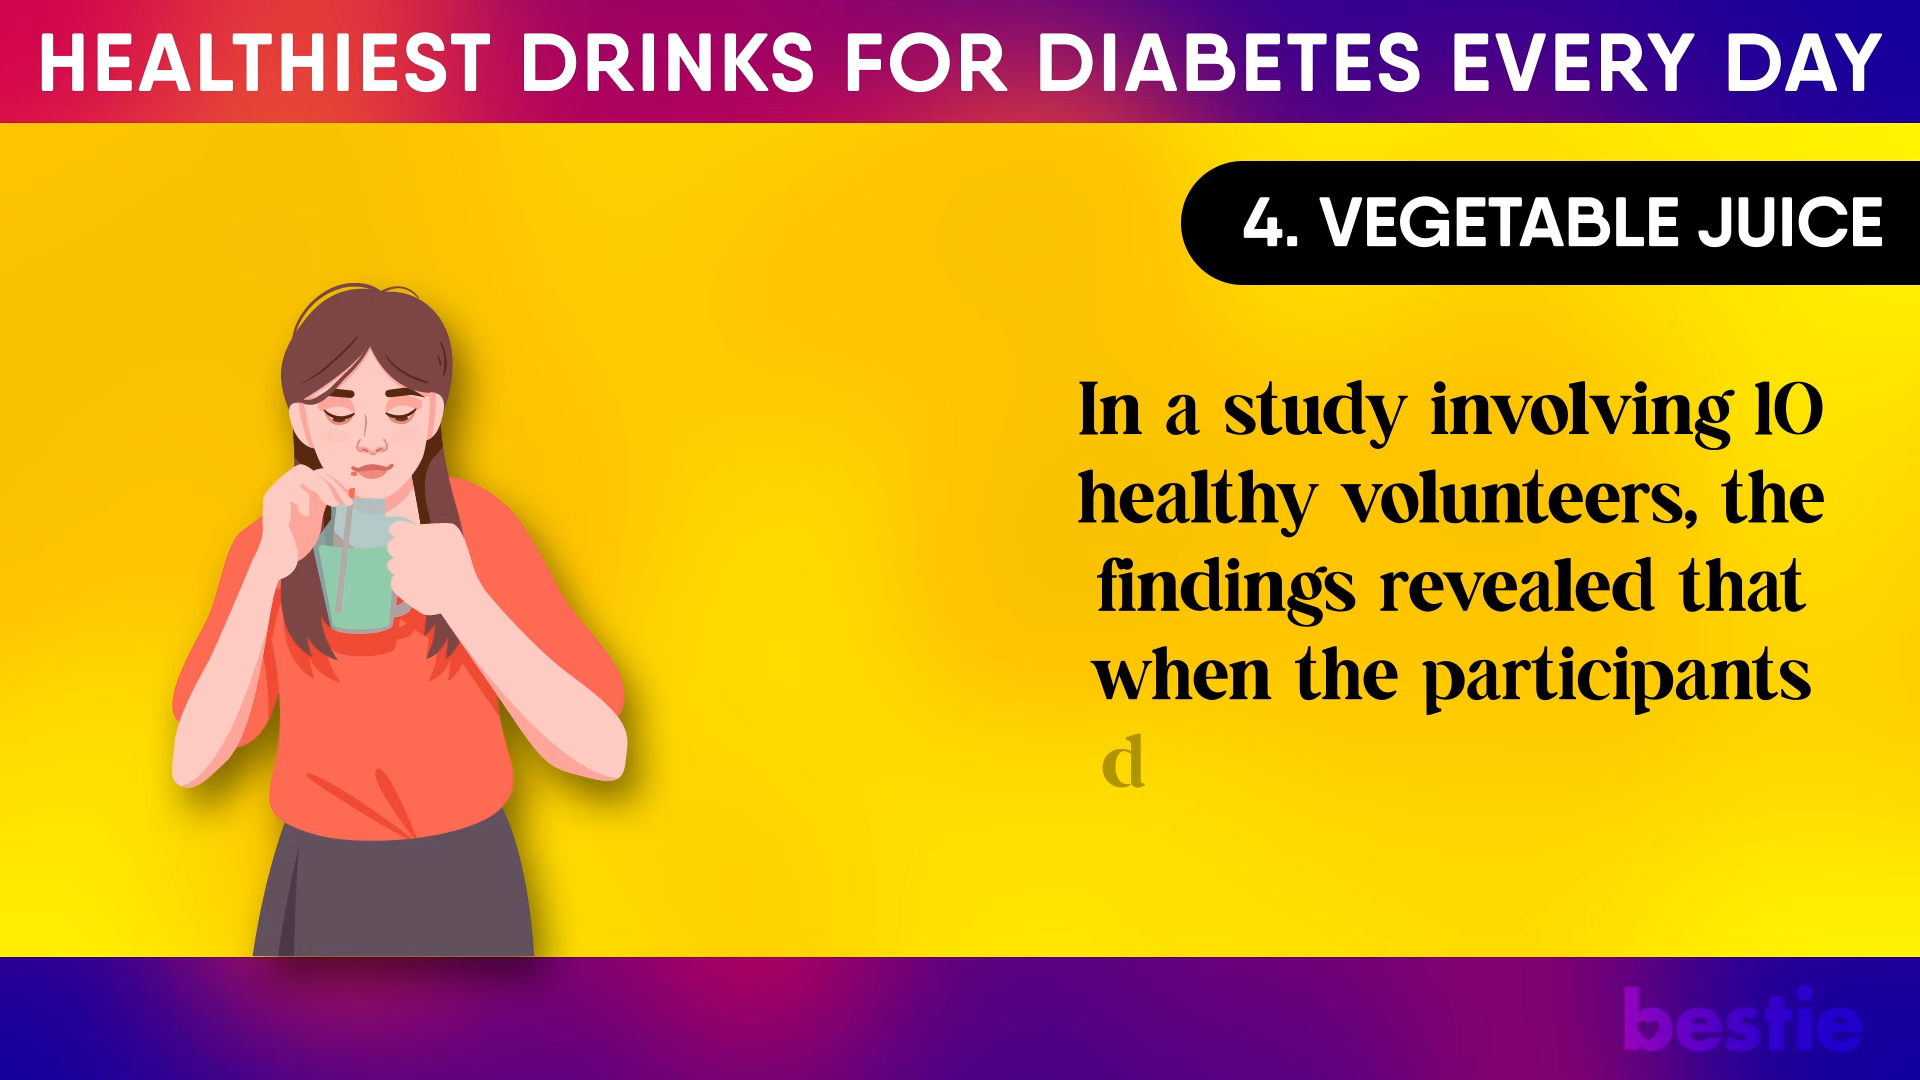 HEALTHIEST DRINKS FOR DIABETES EVERY DAY
4. VEGETABLE JUICE
In a study involving 10
healthy volunteers, the
findings revealed that
when the participants
d
bestie